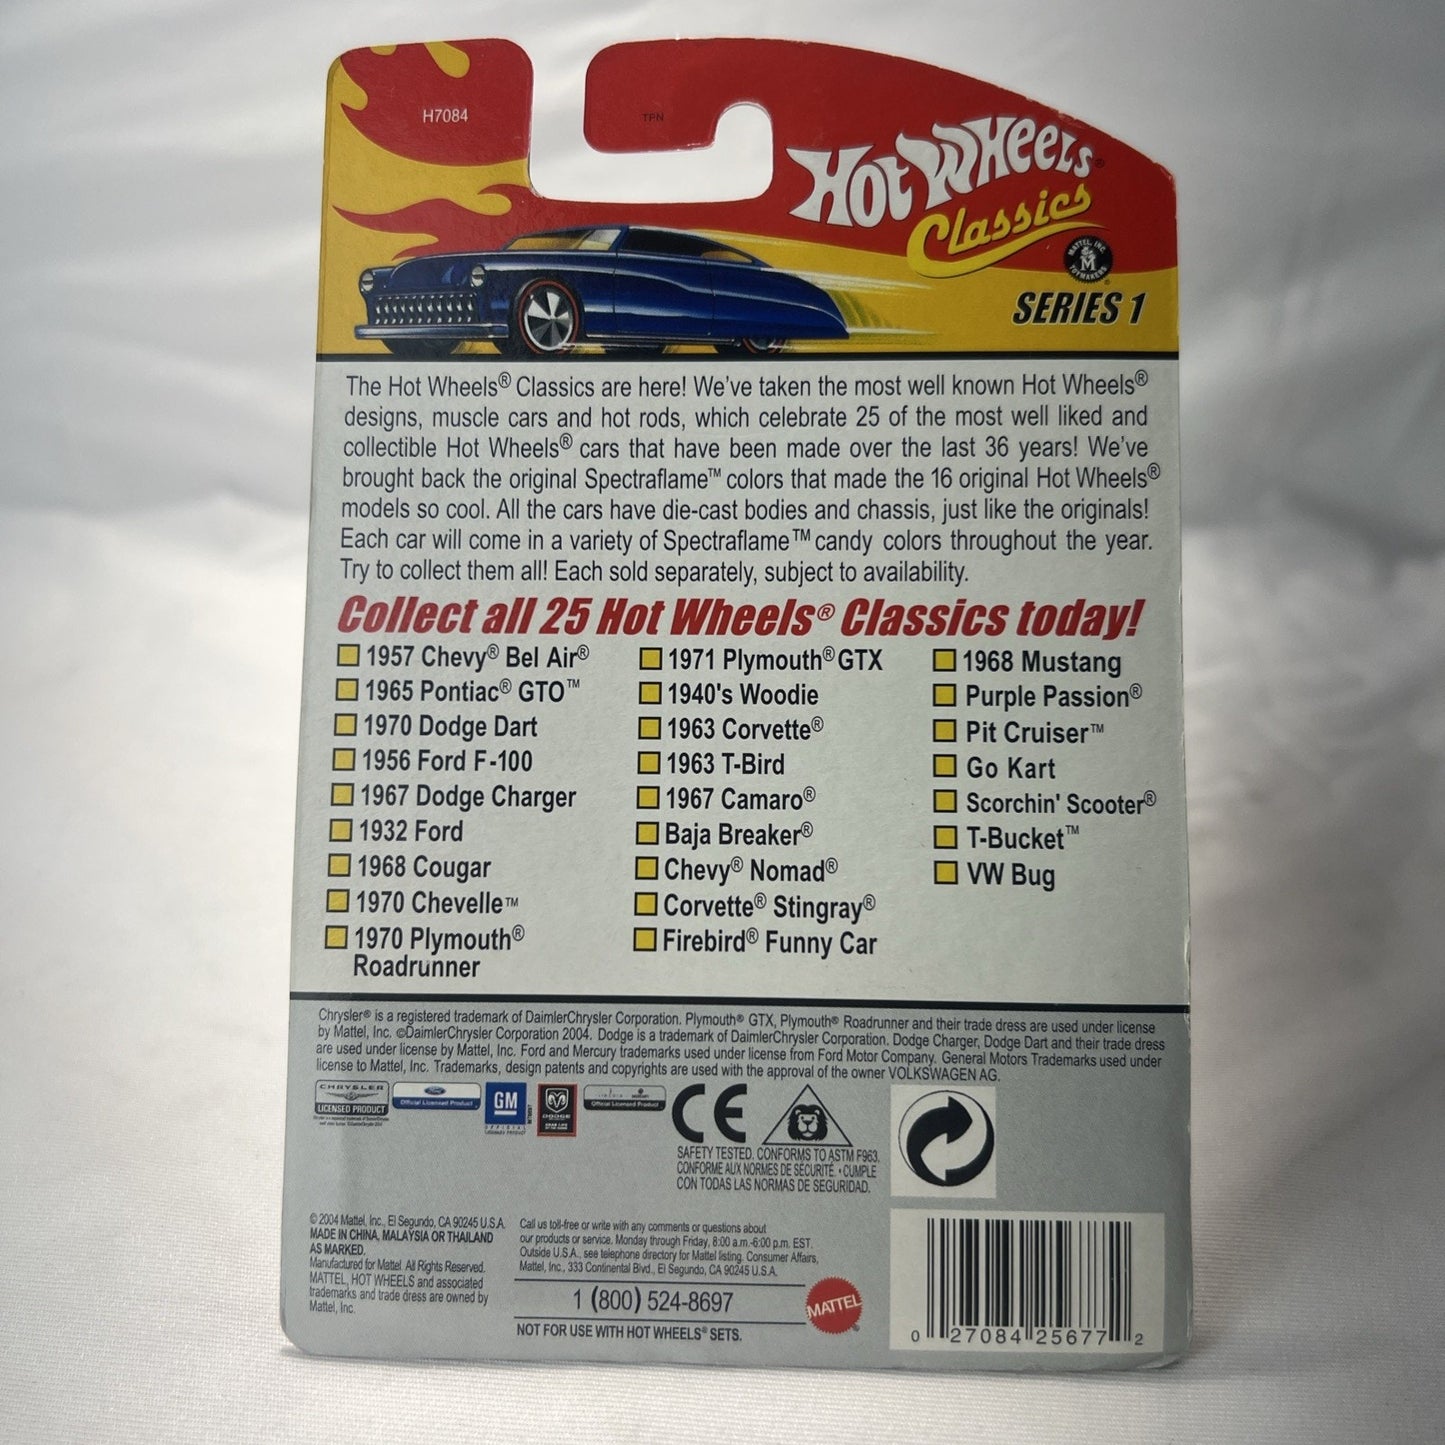 H7084
TPN
HOT WHEELS®
Classics
MATTEL, INC.
M
TOYMAKERS
SERIES 1
The Hot Wheels® Classics are here! We've taken the most well known Hot Wheels®
designs, muscle cars and hot rods, which celebrate 25 of the most well liked and
collectible Hot Wheels® cars that have been made over the last 36 years! We've
brought back the original Spectraflame™ colors that made the 16 original Hot Wheels®
models so cool. All the cars have die-cast bodies and chassis, just like the originals!
Each car will come in a variety of Spectraflame™ candy colors throughout the year.
Try to collect them all! Each sold separately, subject to availability.
Collect all 25 Hot Wheels® Classics today!
1957 Chevy® Bel Air®
1965 Pontiac® GTO™
1970 Dodge Dart
1956 Ford F-100
1967 Dodge Charger
1932 Ford
1968 Cougar
1970 Chevelle™
1970 Plymouth®
Roadrunner
1971 Plymouth® GTX
1940's Woodie
1963 Corvette®
1963 T-Bird
1967 Camaro®
Baja Breaker®
Chevy® Nomad®
Corvette® Stingray®
Firebird® Funny Car
1968 Mustang
Purple Passion®
Pit Cruiser™
Go Kart
Scorchin' Scooter®
T-Bucket™
VW Bug
Chrysler® is a registered trademark of DaimlerChrysler Corporation. Plymouth® GTX, Plymouth® Roadrunner and their trade dress are used under license
by Mattel, Inc. ©DaimlerChrysler Corporation 2004. Dodge is a trademark of DaimlerChrysler Corporation. Dodge Charger, Dodge Dart and their trade dress
are used under license by Mattel, Inc. Ford and Mercury trademarks used under license from Ford Motor Company. General Motors Trademarks used under
license to Mattel, Inc. Trademarks, design patents and copyrights are used with the approval of the owner VOLKSWAGEN AG.
CHRYSLER
LICENSED PRODUCT
Ford
Official Licensed Product
GM
OFFICIAL
LICENSED PRODUCT
DODGE
Official Licensed Product
CE
SAFETY TESTED. CONFORMS TO ASTM F963.
CONFORME AUX NORMES DE SÉCURITÉ. • CUMPLE
CON TODAS LAS NORMAS DE SEGURIDAD.
© 2004 Mattel, Inc., El Segundo, CA 90245 U.S.A.
MADE IN CHINA, MALAYSIA OR THAILAND
AS MARKED.
Manufactured for Mattel. All Rights Reserved.
MATTEL, HOT WHEELS and associated
trademarks and trade dress are owned by
Mattel, Inc.
Call us toll-free or write with any comments or questions about
our products or service. Monday through Friday, 8:00 a.m.-6:00 p.m. EST.
Outside U.S.A., see telephone directory for Mattel listing. Consumer Affairs,
Mattel, Inc., 333 Continental Blvd., El Segundo, CA 90245 U.S.A.
1 (800) 524-8697
NOT FOR USE WITH HOT WHEELS® SETS.
MATTEL®
0 27084 25677 2